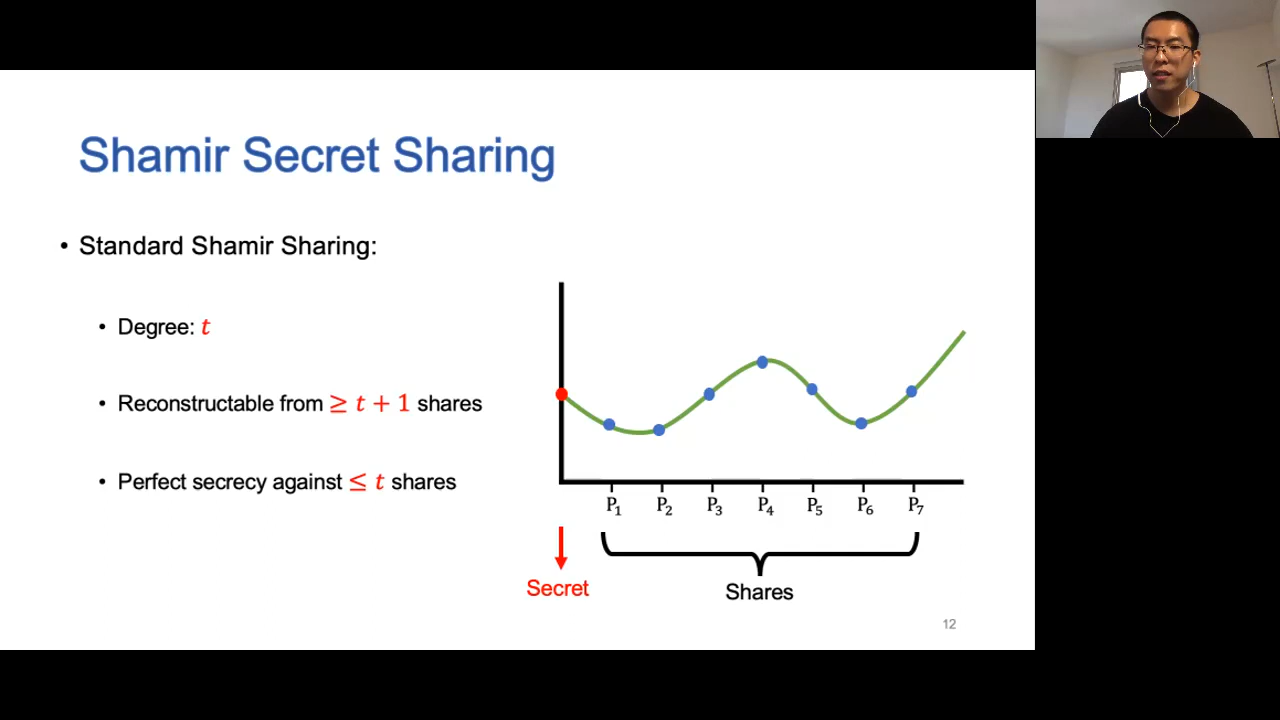 Shamir Secret Sharing
• Standard Shamir Sharing:
• Degree: t
• Reconstructable from ≥ t + 1 shares
• Perfect secrecy against ≤ t shares
P₁ P₂ P₃ P₄ P₅ P₆ P₇
Secret
Shares
12